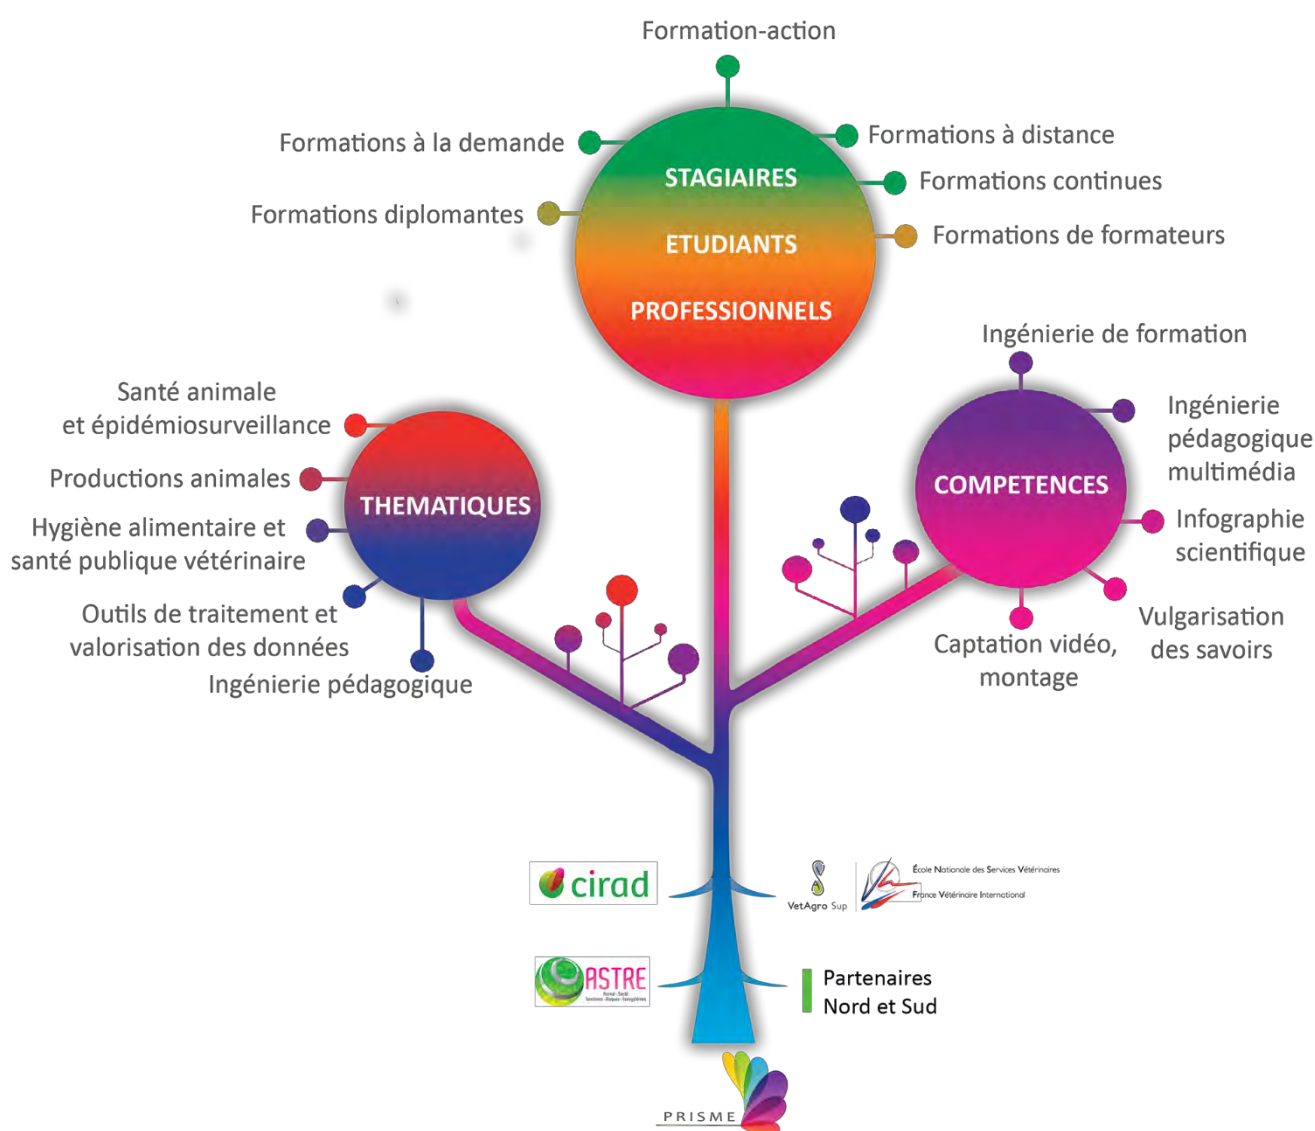 Formation-action
Formations à la demande
Formations à distance
STAGIAIRES
Formations continues
Formations diplomantes
ETUDIANTS
Formations de formateurs
PROFESSIONNELS
Santé animale
et épidémiosurveillance
Productions animales
THEMATIQUES
Hygiène alimentaire et
santé publique vétérinaire
Outils de traitement et
valorisation des données
Ingénierie pédagogique
Ingénierie de formation
Ingénierie
pédagogique
multimédia
COMPETENCES
Infographie
scientifique
Vulgarisation
des savoirs
Captation vidéo,
montage
cirad
VetAgro Sup
École Nationale des Services Vétérinaires
France Vétérinaire International
ASTRE
Partenaires
Nord et Sud
PRISME